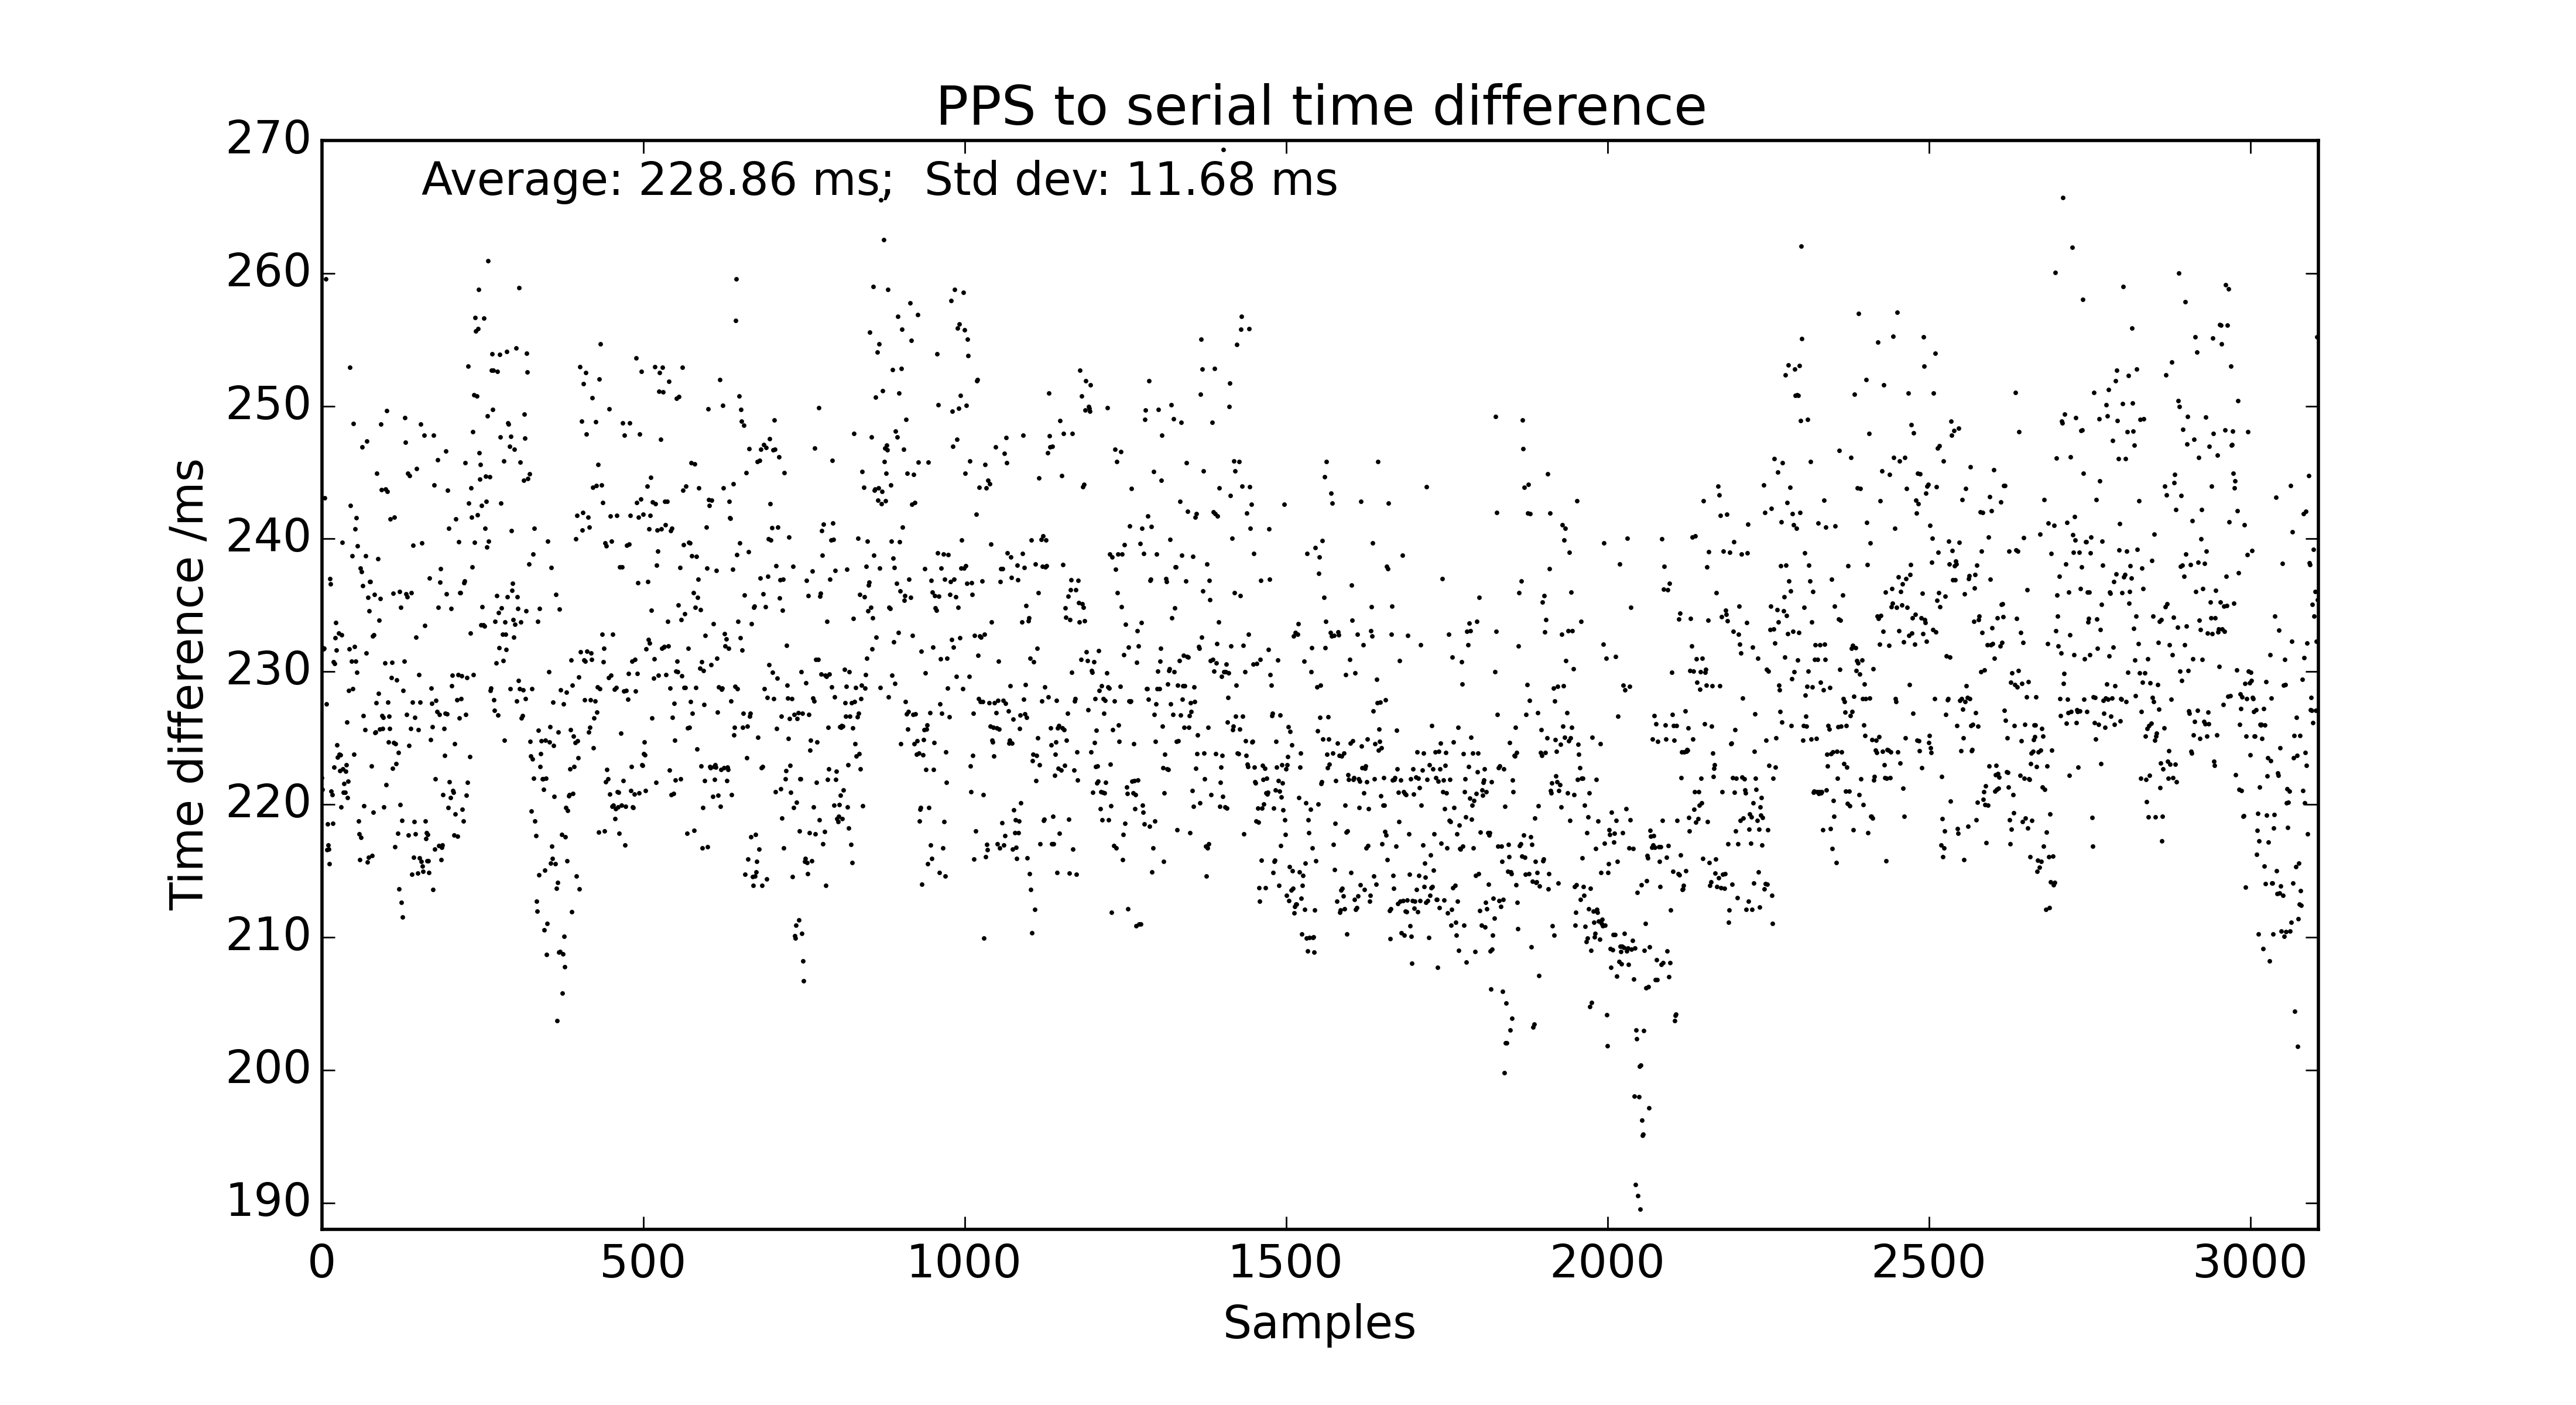 PPS to serial time difference
Average: 228.86 ms;  Std dev: 11.68 ms
Time difference /ms
270
260
250
240
230
220
210
200
190
0 500 1000 1500 2000 2500 3000
Samples